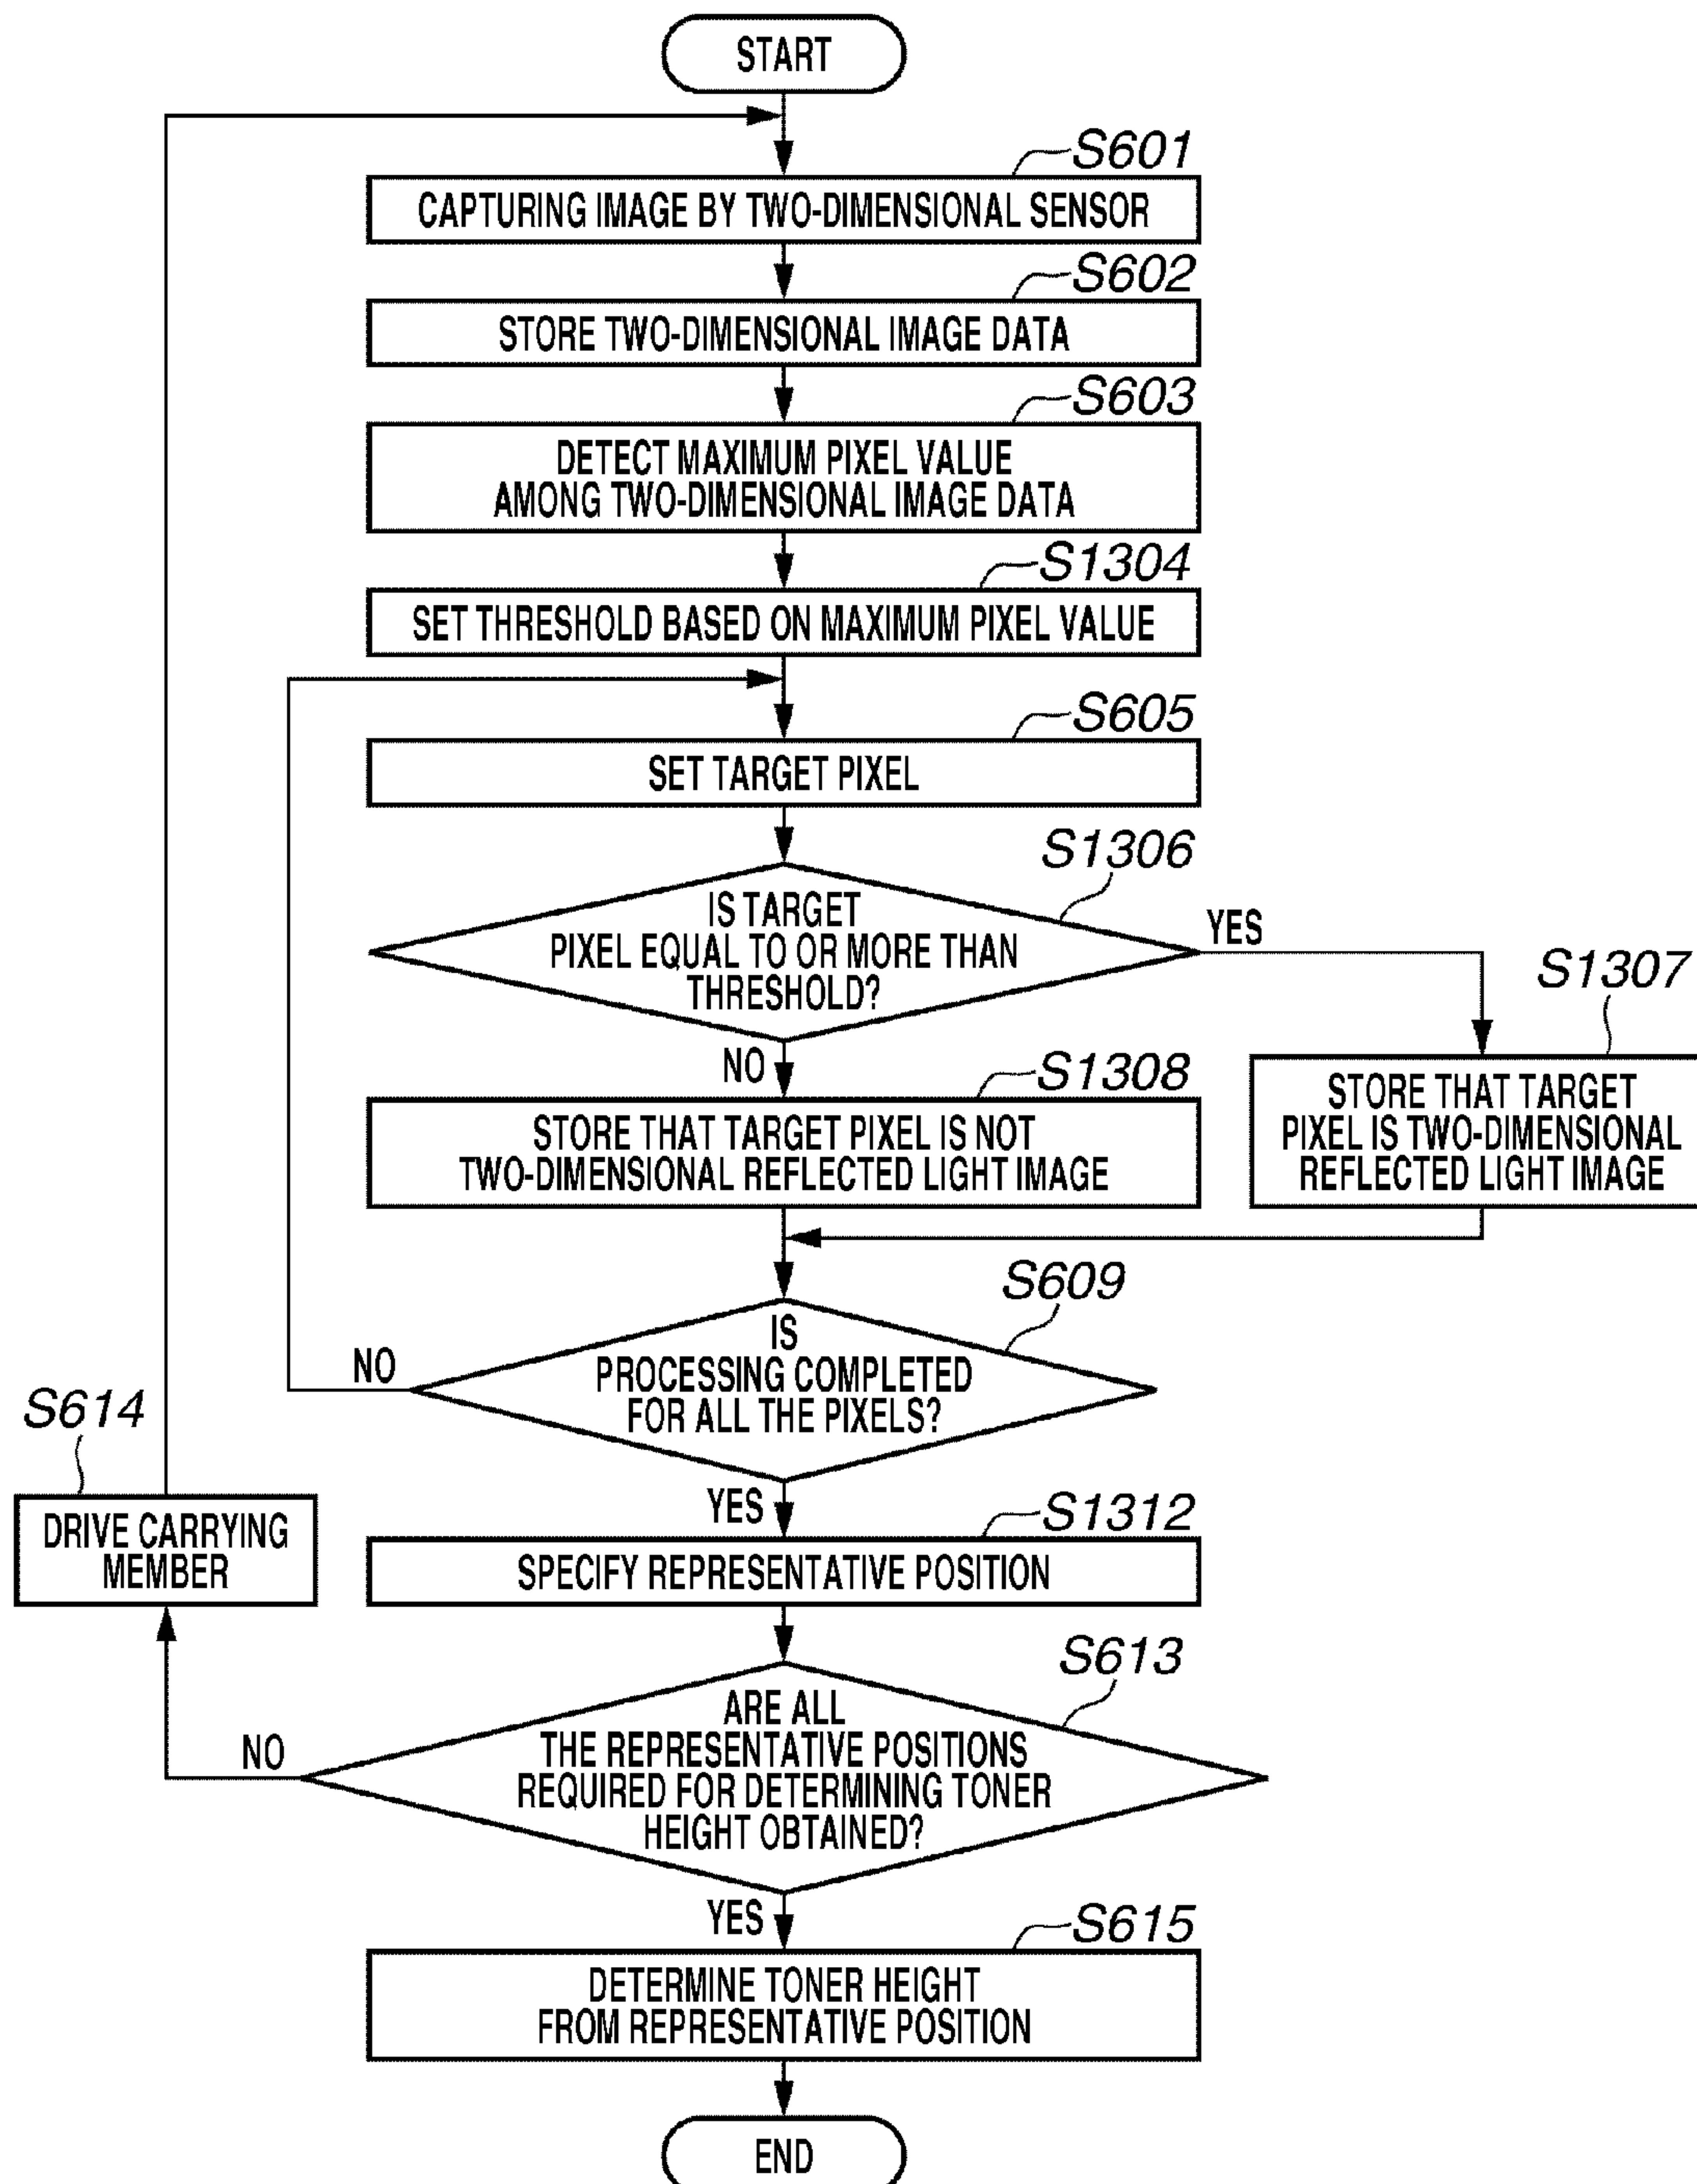 START
S601
CAPTURING IMAGE BY TWO-DIMENSIONAL SENSOR
S602
STORE TWO-DIMENSIONAL IMAGE DATA
S603
DETECT MAXIMUM PIXEL VALUE
AMONG TWO-DIMENSIONAL IMAGE DATA
S1304
SET THRESHOLD BASED ON MAXIMUM PIXEL VALUE
S605
SET TARGET PIXEL
S1306
IS TARGET
PIXEL EQUAL TO OR MORE THAN
THRESHOLD?
YES
S1307
STORE THAT TARGET
PIXEL IS TWO-DIMENSIONAL
REFLECTED LIGHT IMAGE
NO
S1308
STORE THAT TARGET PIXEL IS NOT
TWO-DIMENSIONAL REFLECTED LIGHT IMAGE
S609
IS
PROCESSING COMPLETED
FOR ALL THE PIXELS?
NO
S614
DRIVE CARRYING
MEMBER
YES
S1312
SPECIFY REPRESENTATIVE POSITION
S613
ARE ALL
THE REPRESENTATIVE POSITIONS
REQUIRED FOR DETERMINING TONER
HEIGHT OBTAINED?
NO
YES
S615
DETERMINE TONER HEIGHT
FROM REPRESENTATIVE POSITION
END